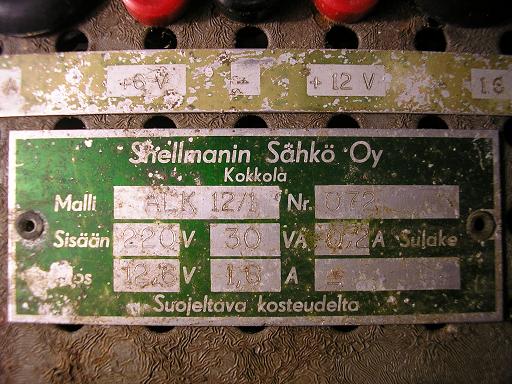 +6 V + 12 V
Snellmanin Sähkö Oy
Kokkola
Malli ALK 12/1 Nr. 072
Sisään 220 V 30 VA 0,2 A Sulake
V 1,8 A
Suojeltava kosteudelta